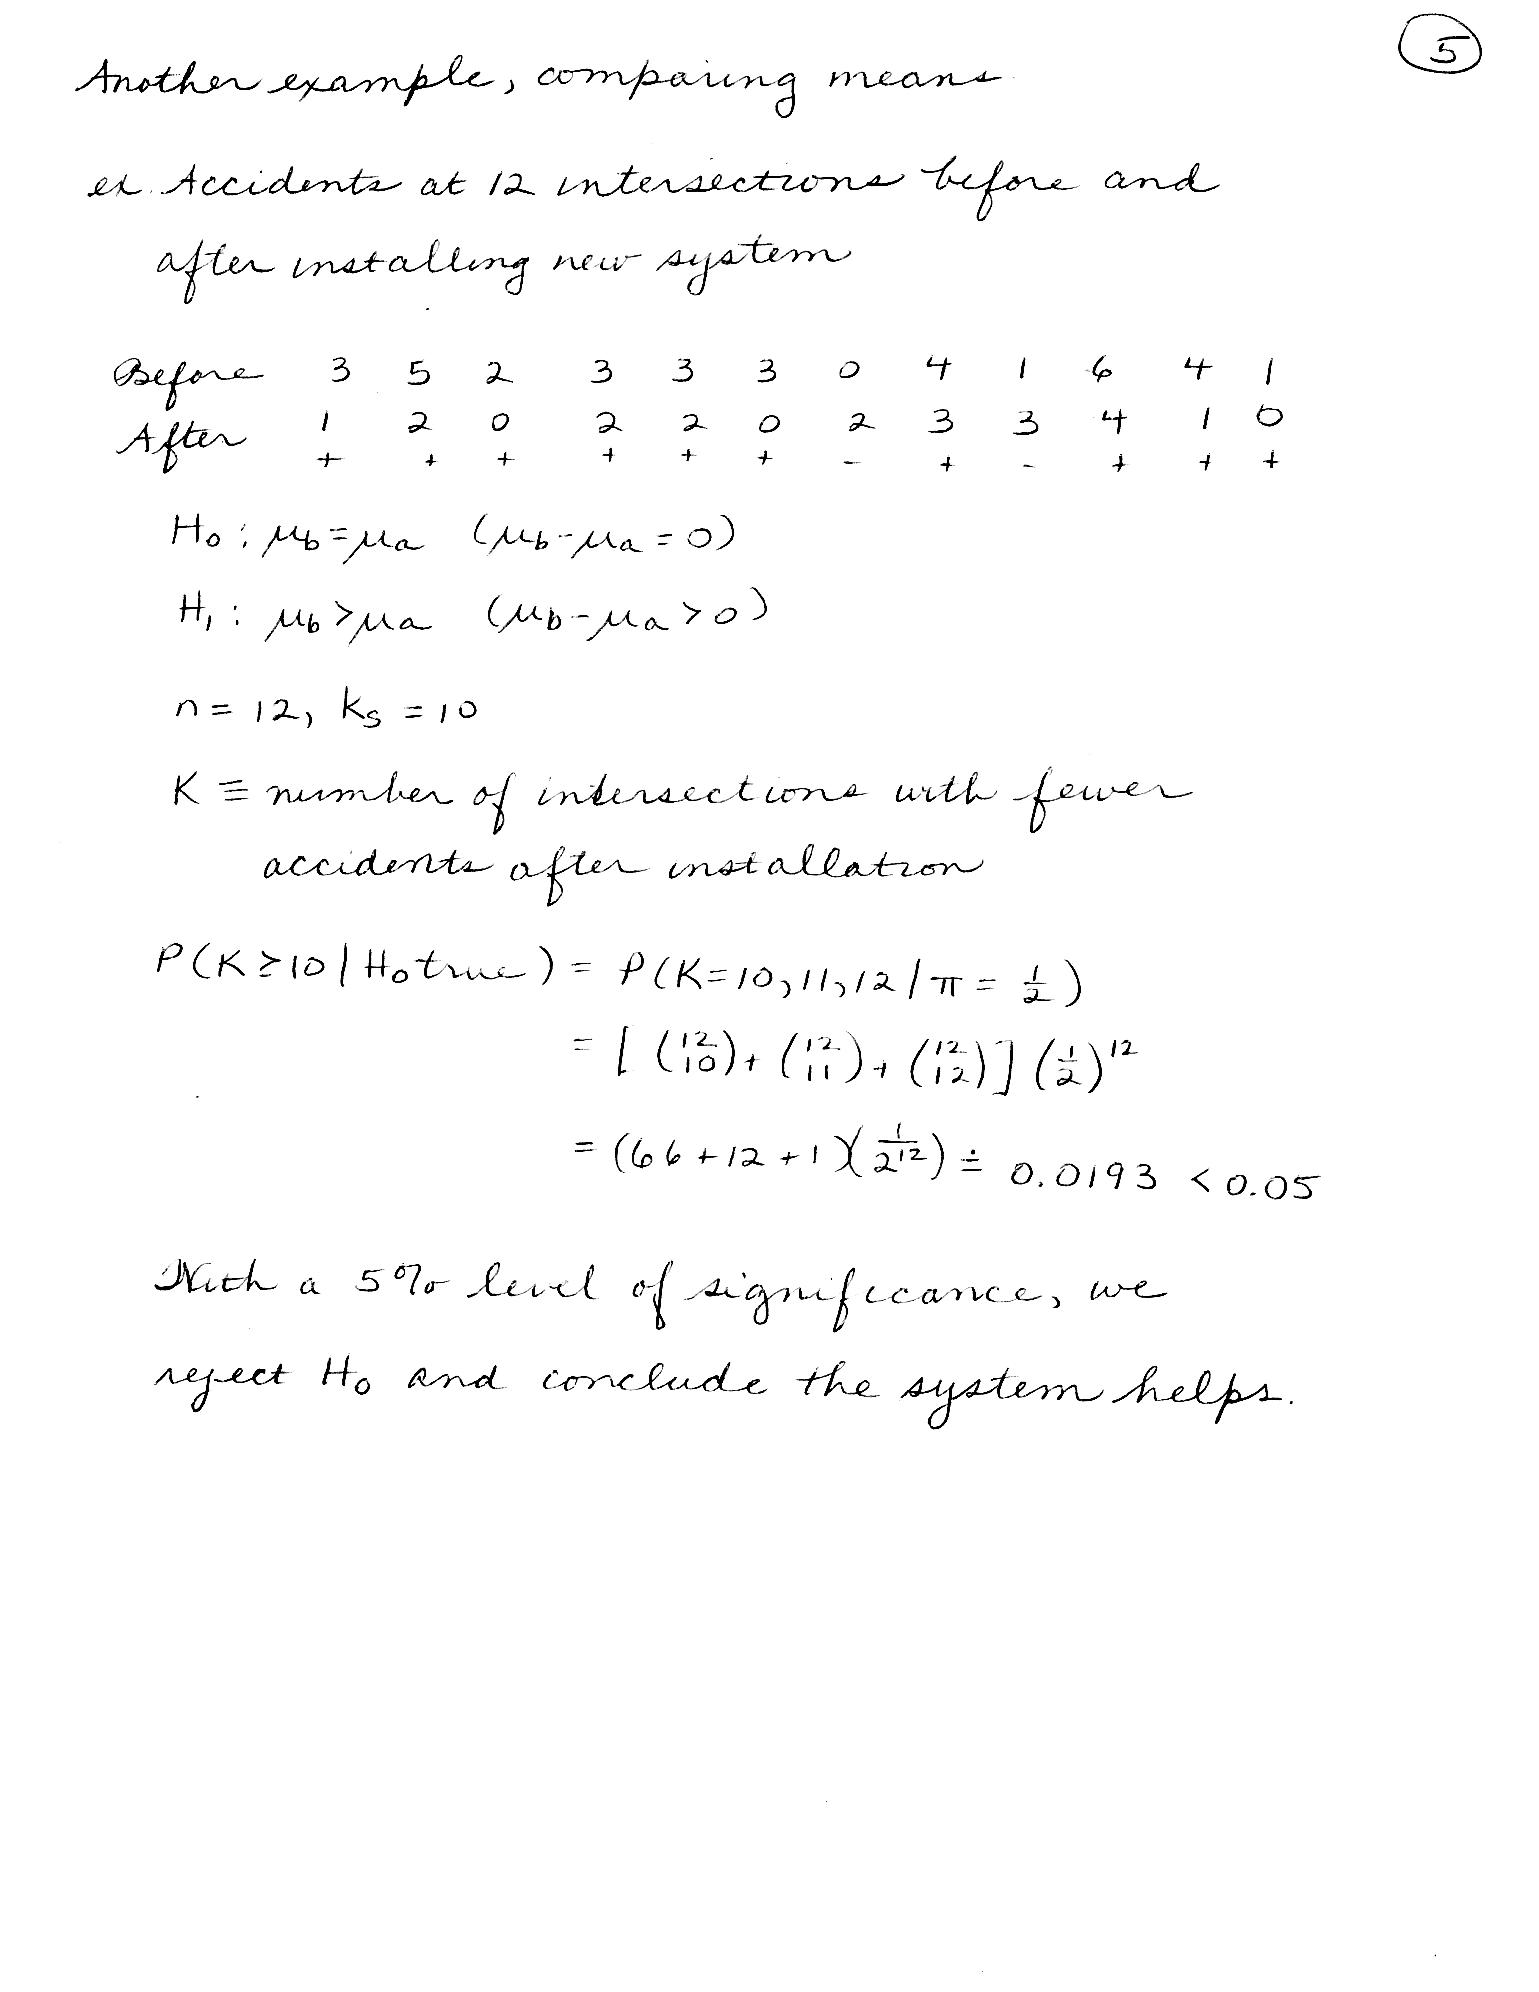 5
Another example, comparing means
ex. Accidents at 12 intersections before and
after installing new system
Before 3 5 2 3 3 3 0 4 1 6 4 1
After 1 2 0 2 2 0 2 3 3 4 1 0
+ + + + + + - + - + + +
H₀: μb = μa (μb - μa = 0)
H₁: μb > μa (μb - μa > 0)
n = 12, ks = 10
K ≡ number of intersections with fewer
accidents after installation
P(K ≥ 10 | H₀ true) = P(K = 10, 11, 12 / π = 1/2)
= [(12 10) + (12 11) + (12 12)] (1/2)¹²
= (66 + 12 + 1)(1/2¹²) ≐ 0.0193 < 0.05
With a 5% level of significance, we
reject H₀ and conclude the system helps.